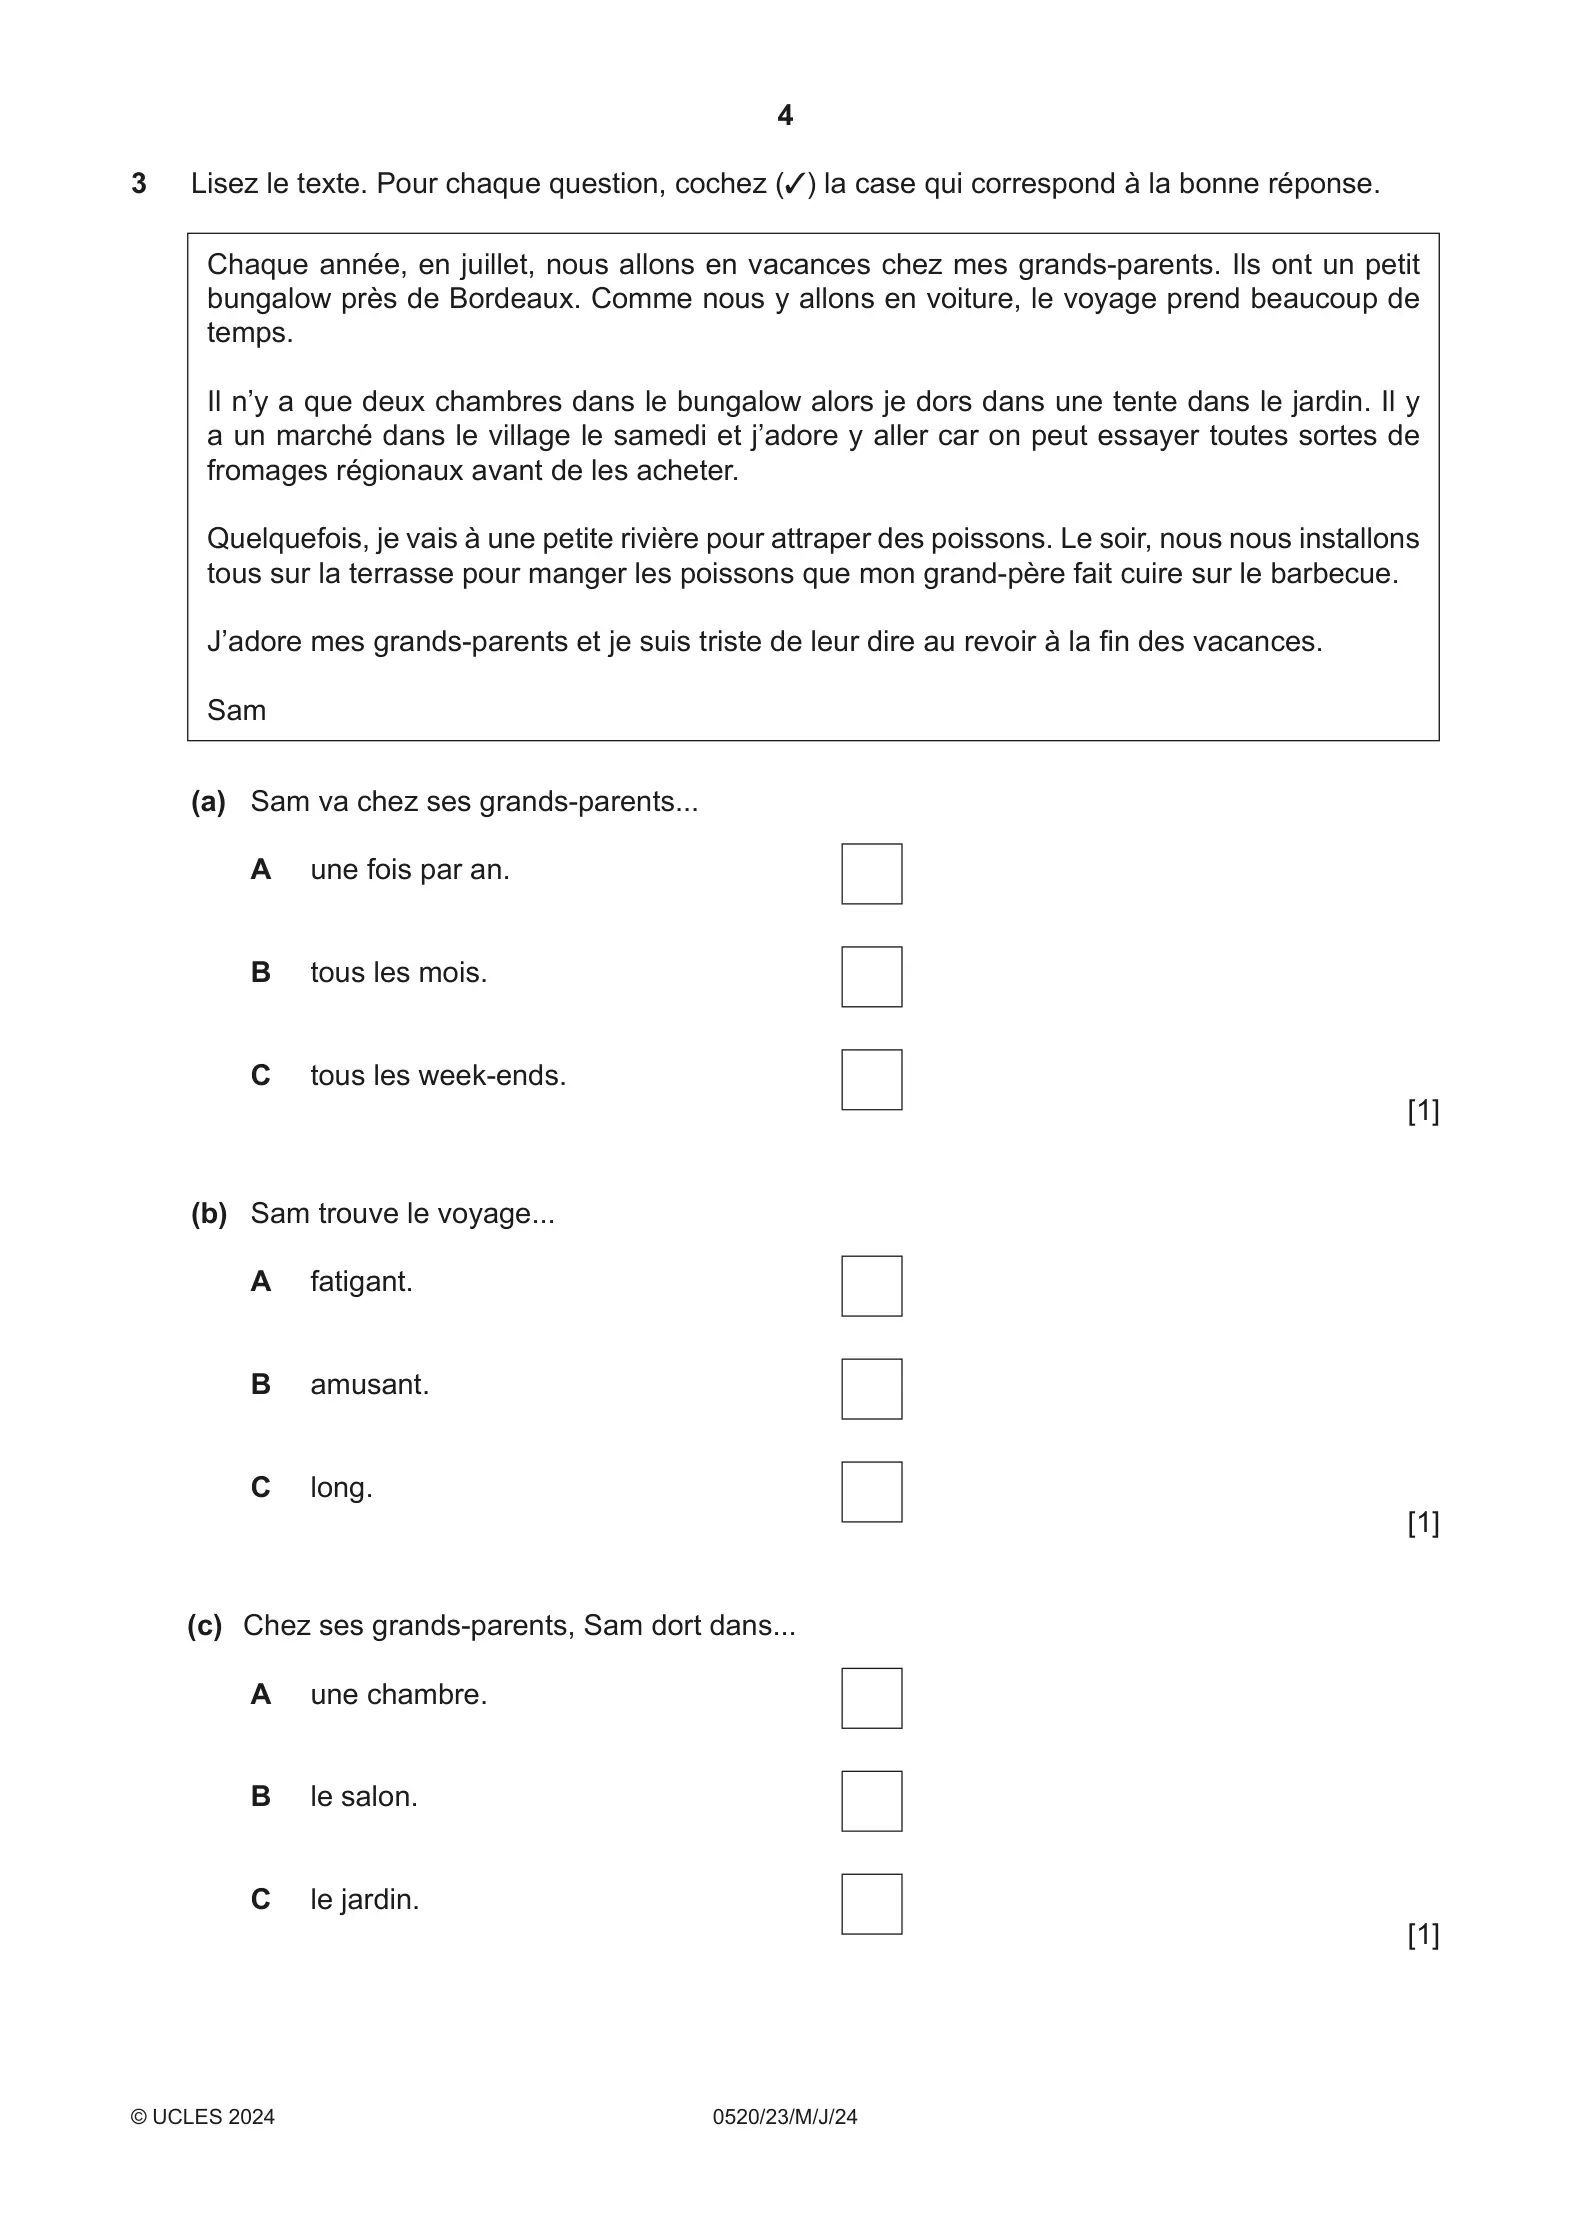 4
3 Lisez le texte. Pour chaque question, cochez (✓) la case qui correspond à la bonne réponse.
Chaque année, en juillet, nous allons en vacances chez mes grands-parents. Ils ont un petit
bungalow près de Bordeaux. Comme nous y allons en voiture, le voyage prend beaucoup de
temps.
Il n’y a que deux chambres dans le bungalow alors je dors dans une tente dans le jardin. Il y
a un marché dans le village le samedi et j’adore y aller car on peut essayer toutes sortes de
fromages régionaux avant de les acheter.
Quelquefois, je vais à une petite rivière pour attraper des poissons. Le soir, nous nous installons
tous sur la terrasse pour manger les poissons que mon grand-père fait cuire sur le barbecue.
J’adore mes grands-parents et je suis triste de leur dire au revoir à la fin des vacances.
Sam
(a) Sam va chez ses grands-parents...
A une fois par an.
B tous les mois.
C tous les week-ends.
[1]
(b) Sam trouve le voyage...
A fatigant.
B amusant.
C long.
[1]
(c) Chez ses grands-parents, Sam dort dans...
A une chambre.
B le salon.
C le jardin.
[1]
© UCLES 2024 0520/23/M/J/24